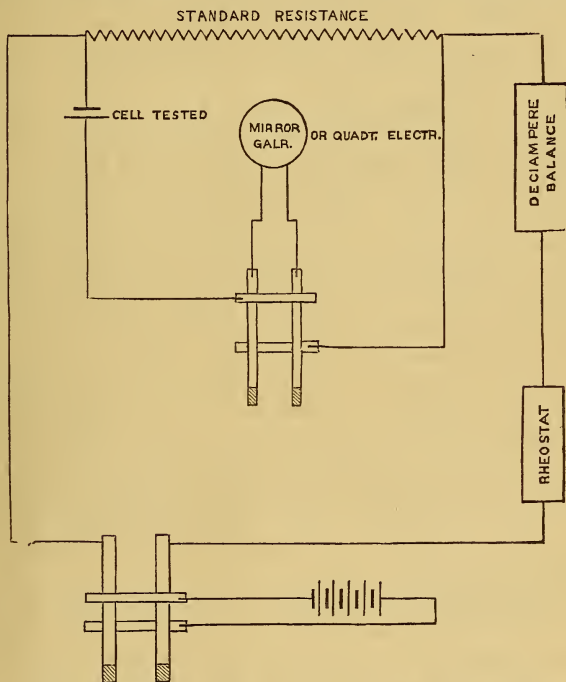 STANDARD RESISTANCE
CELL TESTED
MIRROR
GALR.
OR QUADT. ELECTR.
DECIAMPERE
BALANCE
RHEOSTAT